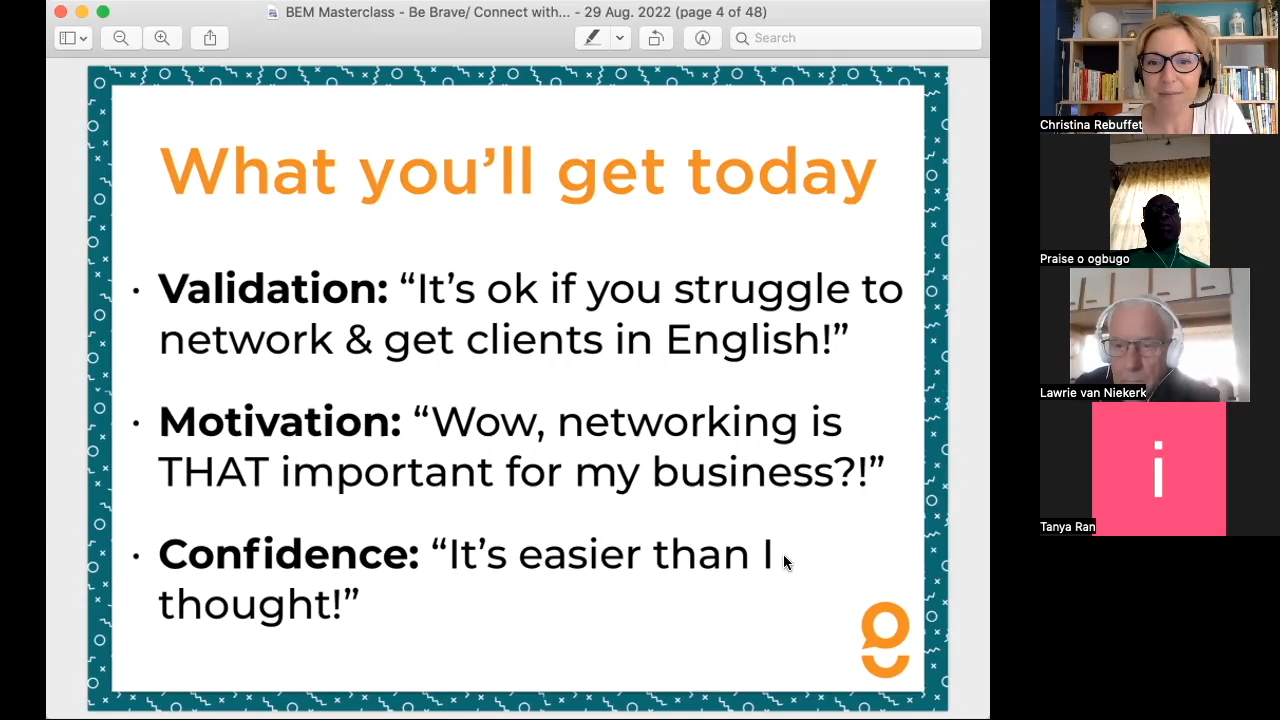 BEM Masterclass - Be Brave/ Connect with... - 29 Aug. 2022 (page 4 of 48)
Search
What you’ll get today
• Validation: “It’s ok if you struggle to
network & get clients in English!”
• Motivation: “Wow, networking is
THAT important for my business?!”
• Confidence: “It’s easier than I
thought!”
Christina Rebuffet
Praise o ogbugo
Lawrie van Niekerk
i
Tanya Ran